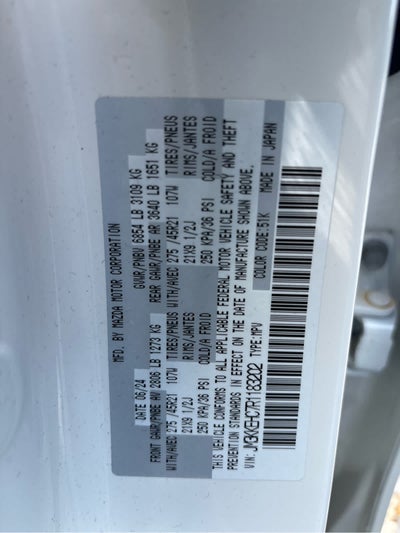 MFD. BY MAZDA MOTOR CORPORATION
DATE 06/24 GVWR/PNBV 6854 LB 3109 KG
FRONT GAWR/PNBE AV 2806 LB 1273 KG REAR GAWR/PNBE AR 3640 LB 1651 KG
WITH/AVEC 275 /45R21 107W TIRES/PNEUS WITH/AVEC 275 /45R21 107W TIRES/PNEUS
21X9 1/2J RIMS/JANTES 21X9 1/2J RIMS/JANTES
250 KPA/36 PSI COLD/A FROID 250 KPA/36 PSI COLD/A FROID
THIS VEHICLE CONFORMS TO ALL APPLICABLE FEDERAL MOTOR VEHICLE SAFETY AND THEFT
PREVENTION STANDARDS IN EFFECT ON THE DATE OF MANUFACTURE SHOWN ABOVE.
VIN: JM3KKEHC7R1163202 TYPE:MPV COLOR CODE:51K MADE IN JAPAN